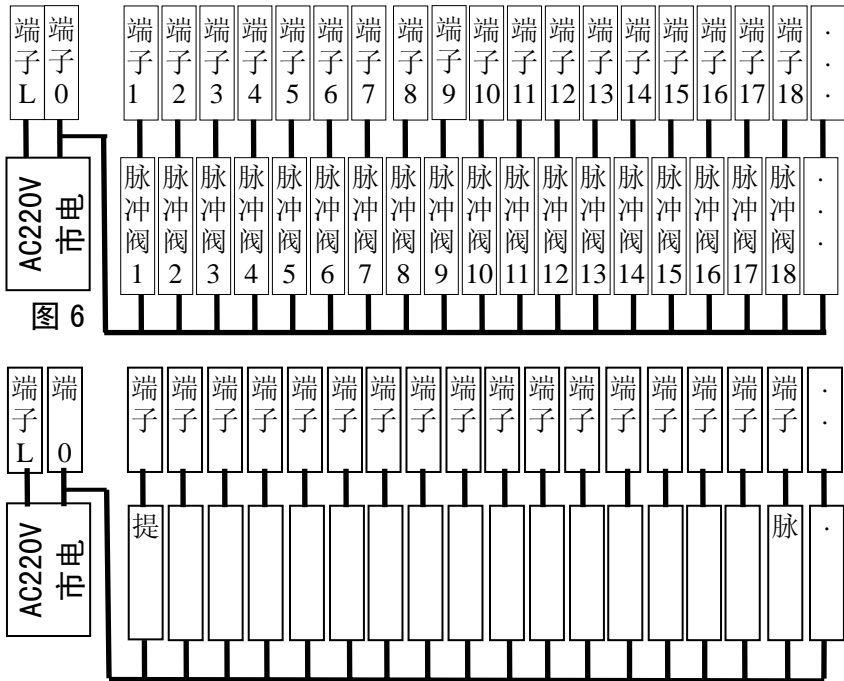 端子L 端子0 端子1 端子2 端子3 端子4 端子5 端子6 端子7 端子8 端子9 端子10 端子11 端子12 端子13 端子14 端子15 端子16 端子17 端子18 . . .
AC220V 市电 脉冲阀1 脉冲阀2 脉冲阀3 脉冲阀4 脉冲阀5 脉冲阀6 脉冲阀7 脉冲阀8 脉冲阀9 脉冲阀10 脉冲阀11 脉冲阀12 脉冲阀13 脉冲阀14 脉冲阀15 脉冲阀16 脉冲阀17 脉冲阀18 . . .
图 6
端子L 端 0 端子 端子 端子 端子 端子 端子 端子 端子 端子 端子 端子 端子 端子 端子 端子 端子 端子 . .
AC220V 市电 提 脉 .